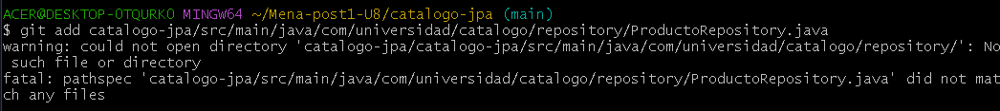 ACER@DESKTOP-0TQURKO MINGW64 ~/Mena-post1-U8/catalogo-jpa (main)
$ git add catalogo-jpa/src/main/java/com/universidad/catalogo/repository/ProductoRepository.java
warning: could not open directory 'catalogo-jpa/catalogo-jpa/src/main/java/com/universidad/catalogo/repository/': No
 such file or directory
fatal: pathspec 'catalogo-jpa/src/main/java/com/universidad/catalogo/repository/ProductoRepository.java' did not mat
ch any files